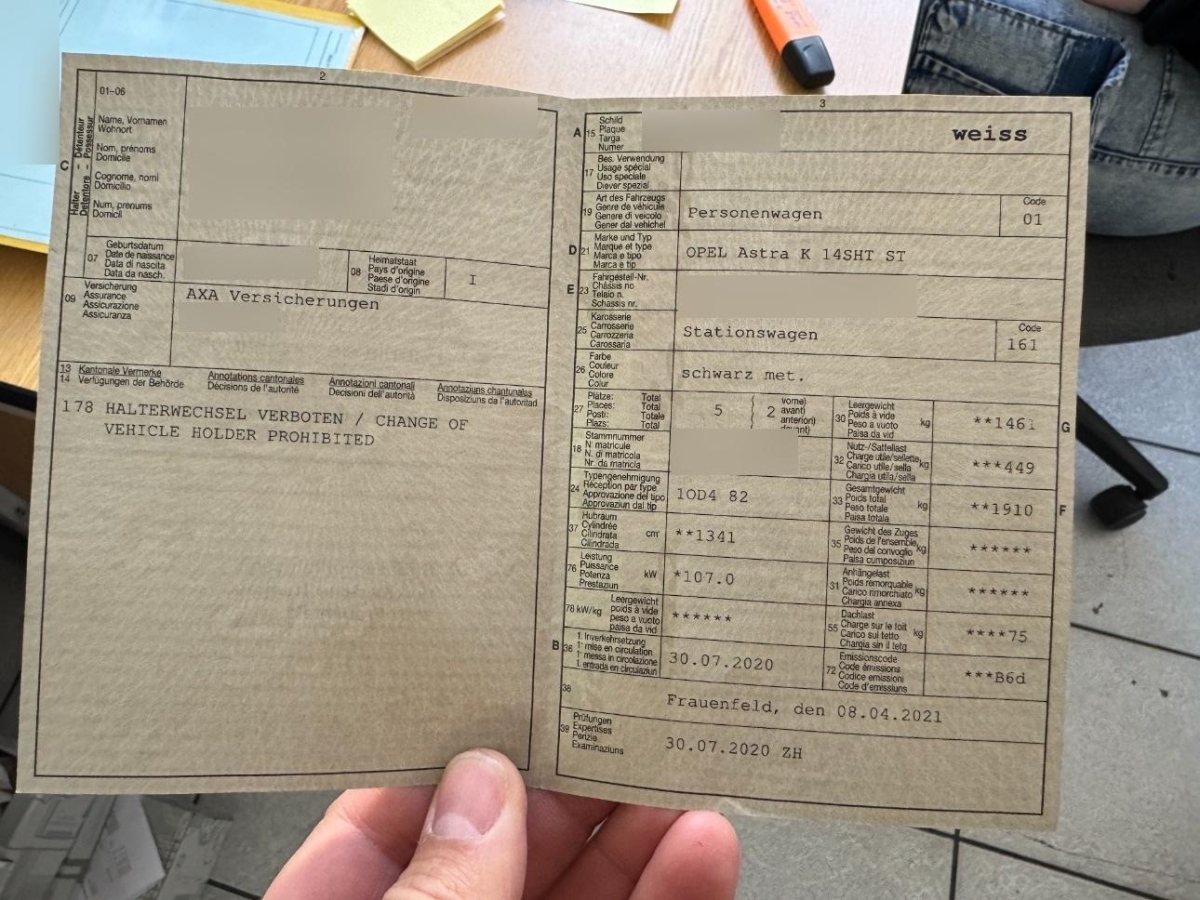 2
01-06
Name, Vornamen
Wohnort
Nom, prénoms
Domicile
Cognome, nomi
Domicilio
Num, prenums
Domicil
C
Halter - Détenteur
Detentore - Possessur
07
Geburtsdatum
Date de naissance
Data di nascita
Data da nasch.
08
Heimatstaat
Pays d'origine
Paese d'origine
Stadi d'origin
I
09
Versicherung
Assurance
Assicurazione
Assicuranza
AXA Versicherungen
13 Kantonale Vermerke
14 Verfügungen der Behörde
Annotations cantonales
Décisions de l'autorité
Annotazioni cantonali
Decisioni dell'autorità
Annotaziuns chantunalas
Disposiziuns da l'autoritad
178 HALTERWECHSEL VERBOTEN / CHANGE OF
VEHICLE HOLDER PROHIBITED
3
A 15
Schild
Plaque
Targa
Numer
weiss
17
Bes. Verwendung
Usage spécial
Uso speciale
Diever spezial
19
Art des Fahrzeugs
Genre de véhicule
Genere di veicolo
Gener dal vehichel
Personenwagen
Code
01
D 21
Marke und Typ
Marque et type
Marca e tipo
Marca e tip
OPEL Astra K 14SHT ST
E 23
Fahrgestell-Nr.
Châssis no
Telaio n.
Schassis nr.
25
Karosserie
Carrosserie
Carrozzeria
Carossaria
Stationswagen
Code
161
26
Farbe
Couleur
Colore
Colur
schwarz met.
27
Plätze: Total
Places: Total
Posti: Totale
Plazs: Total
5
2
vorne)
avant)
anteriori)
davant)
30
Leergewicht
Poids à vide
Peso a vuoto
Paisa da vid
kg
**1461
G
18
Stammnummer
N. matricule
N. di matricola
Nr. da matricla
32
Nutz-/Sattellast
Charge utile/sellette
Carico utile/sella
Chargia utila/sella
kg
***449
24
Typengenehmigung
Réception par type
Approvazione del tipo
Approvaziun dal tip
1OD4 82
33
Gesamtgewicht
Poids total
Peso totale
Paisa totala
kg
**1910
F
37
Hubraum
Cylindrée
Cilindrata
Cilindrada
**1341
35
Gewicht des Zuges
Poids de l'ensemble
Peso del convoglio
Paisa cumposiziun
kg
******
76
Leistung
Puissance
Potenza
Prestaziun
kW
*107.0
31
Anhängelast
Poids remorquable
Carico rimorchiato
Chargia annexa
kg
******
78 kW/kg
Leergewicht
poids à vide
peso a vuoto
paisa da vid
******
55
Dachlast
Charge sur le toit
Carico sul tetto
Chargia sin il tetg
kg
****75
B 36
1. Inverkehrsetzung
1re mise en circulation
1a messa in circolazione
1. entrada en circulaziun
30.07.2020
72
Emissionscode
Code émissions
Codice emissioni
Code d'emissiuns
***B6d
38
Frauenfeld, den 08.04.2021
39
Prüfungen
Expertises
Perizie
Examinaziuns
30.07.2020 ZH